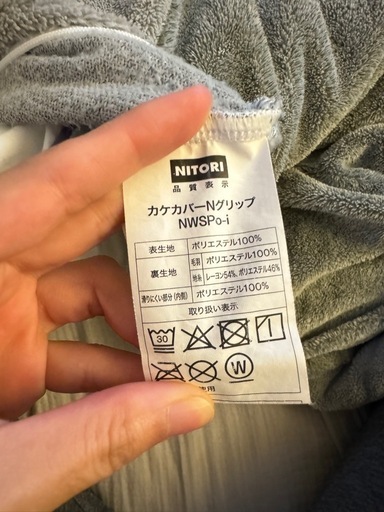 NITORI
品質表示
カケカバーNグリップ
NWSPo-i
表生地 ポリエステル100%
裏生地 毛羽 ポリエステル100%
地糸 レーヨン54%、ポリエステル46%
滑りにくい部分(内側) ポリエステル100%
取り扱い表示
30
W
使用